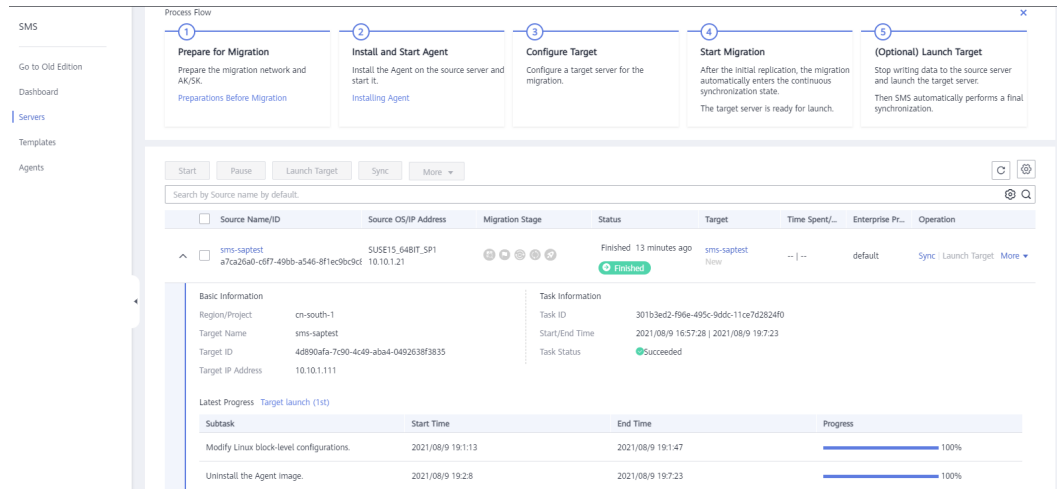 SMS
Go to Old Edition
Dashboard
Servers
Templates
Agents
Process Flow
1
Prepare for Migration
Prepare the migration network and
AK/SK.
Preparations Before Migration
2
Install and Start Agent
Install the Agent on the source server and
start it.
Installing Agent
3
Configure Target
Configure a target server for the
migration.
4
Start Migration
After the initial replication, the migration
automatically enters the continuous
synchronization state.
The target server is ready for launch.
5
(Optional) Launch Target
Stop writing data to the source server
and launch the target server.
Then SMS automatically performs a final
synchronization.
Start Pause Launch Target Sync More
Search by Source name by default.
Source Name/ID Source OS/IP Address Migration Stage Status Target Time Spent/... Enterprise Pr... Operation
sms-saptest SUSE15_64BIT_SP1 Finished 13 minutes ago sms-saptest
a7ca26a0-c6f7-49bb-a546-8f1ec9bc9c8 10.10.1.21 Finished New -- | -- default Sync | Launch Target More
Basic Information Task Information
Region/Project cn-south-1 Task ID 301b3ed2-f96e-495c-9ddc-11ce7d2824f0
Target Name sms-saptest Start/End Time 2021/08/9 16:57:28 | 2021/08/9 19:7:23
Target ID 4d890afa-7c90-4c49-aba4-0492638f3835 Task Status Succeeded
Target IP Address 10.10.1.111
Latest Progress Target launch (1st)
Subtask Start Time End Time Progress
Modify Linux block-level configurations. 2021/08/9 19:1:13 2021/08/9 19:1:47 100%
Uninstall the Agent image. 2021/08/9 19:2:8 2021/08/9 19:7:23 100%